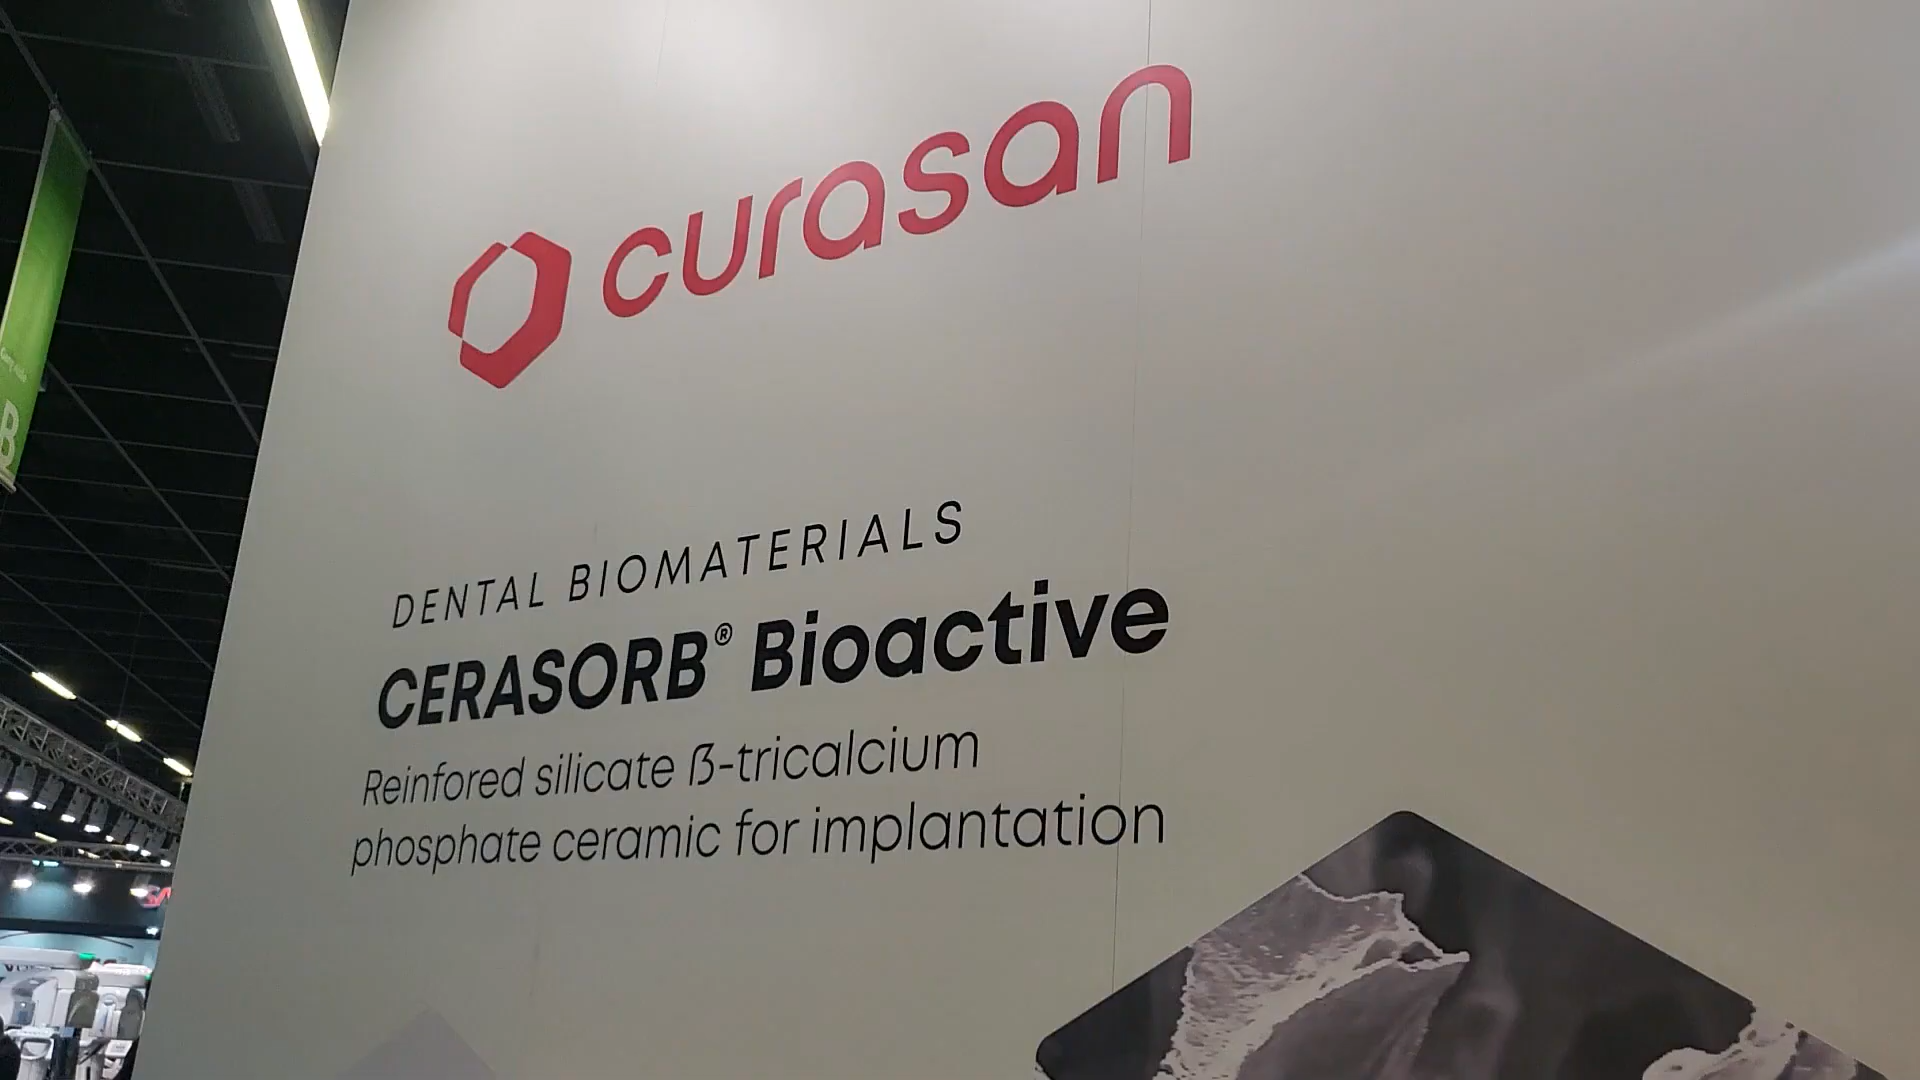 curasan
DENTAL BIOMATERIALS
CERASORB® Bioactive
Reinfored silicate ß-tricalcium
phosphate ceramic for implantation
B